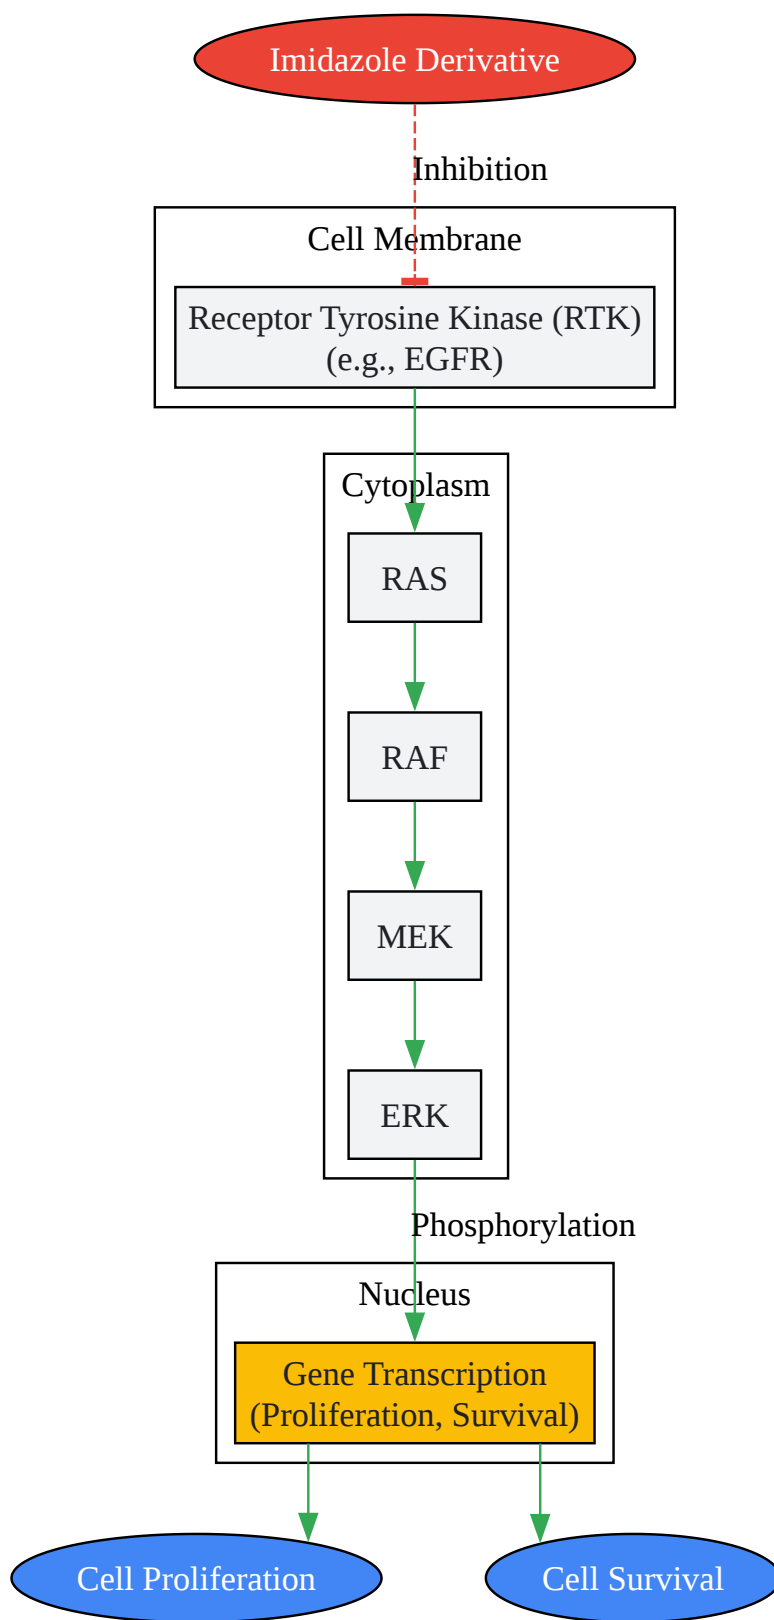 Imidazole Derivative
Inhibition
Cell Membrane
Receptor Tyrosine Kinase (RTK)
(e.g., EGFR)
Cytoplasm
RAS
RAF
MEK
ERK
Phosphorylation
Nucleus
Gene Transcription
(Proliferation, Survival)
Cell Proliferation
Cell Survival